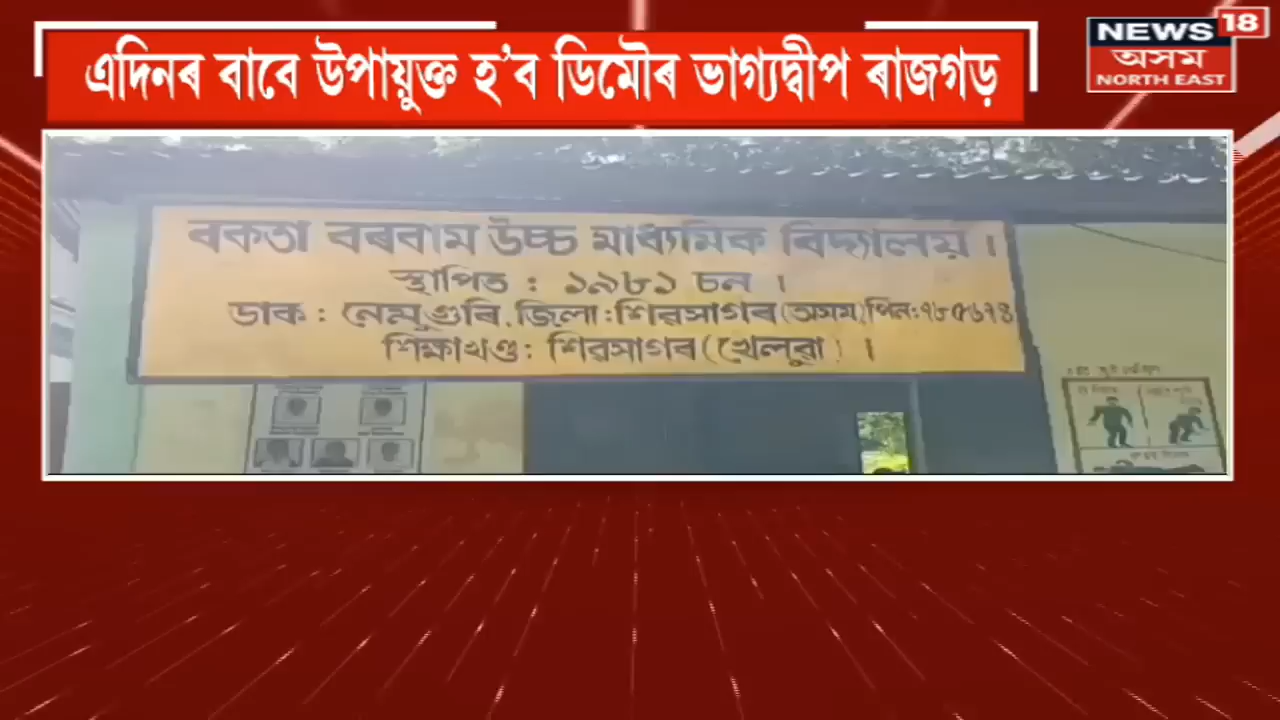 এদিনৰ বাবে উপায়ুক্ত হ'ব ডিমৌৰ ভাগ্যদ্বীপ ৰাজগড়
NEWS 18
অসম
NORTH EAST
বকতা বৰবাম উচ্চ মাধ্যমিক বিদ্যালয়।
স্থাপিত : ১৯৮১ চন ।
ডাক : নেমুগুৰি, জিলা : শিৱসাগৰ (অসম) পিন : ৭৮৫৬৭৪
শিক্ষাখণ্ড : শিৱসাগৰ (খেলুৱা) ।